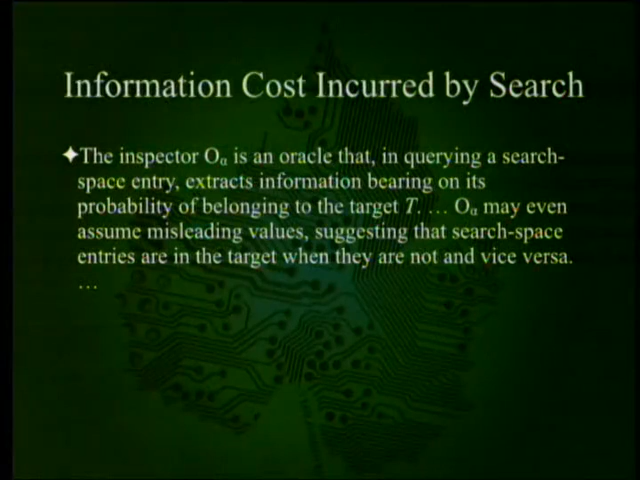 Information Cost Incurred by Search
✦The inspector Oα is an oracle that, in querying a search-
space entry, extracts information bearing on its
probability of belonging to the target T. … Oα may even
assume misleading values, suggesting that search-space
entries are in the target when they are not and vice versa.
…